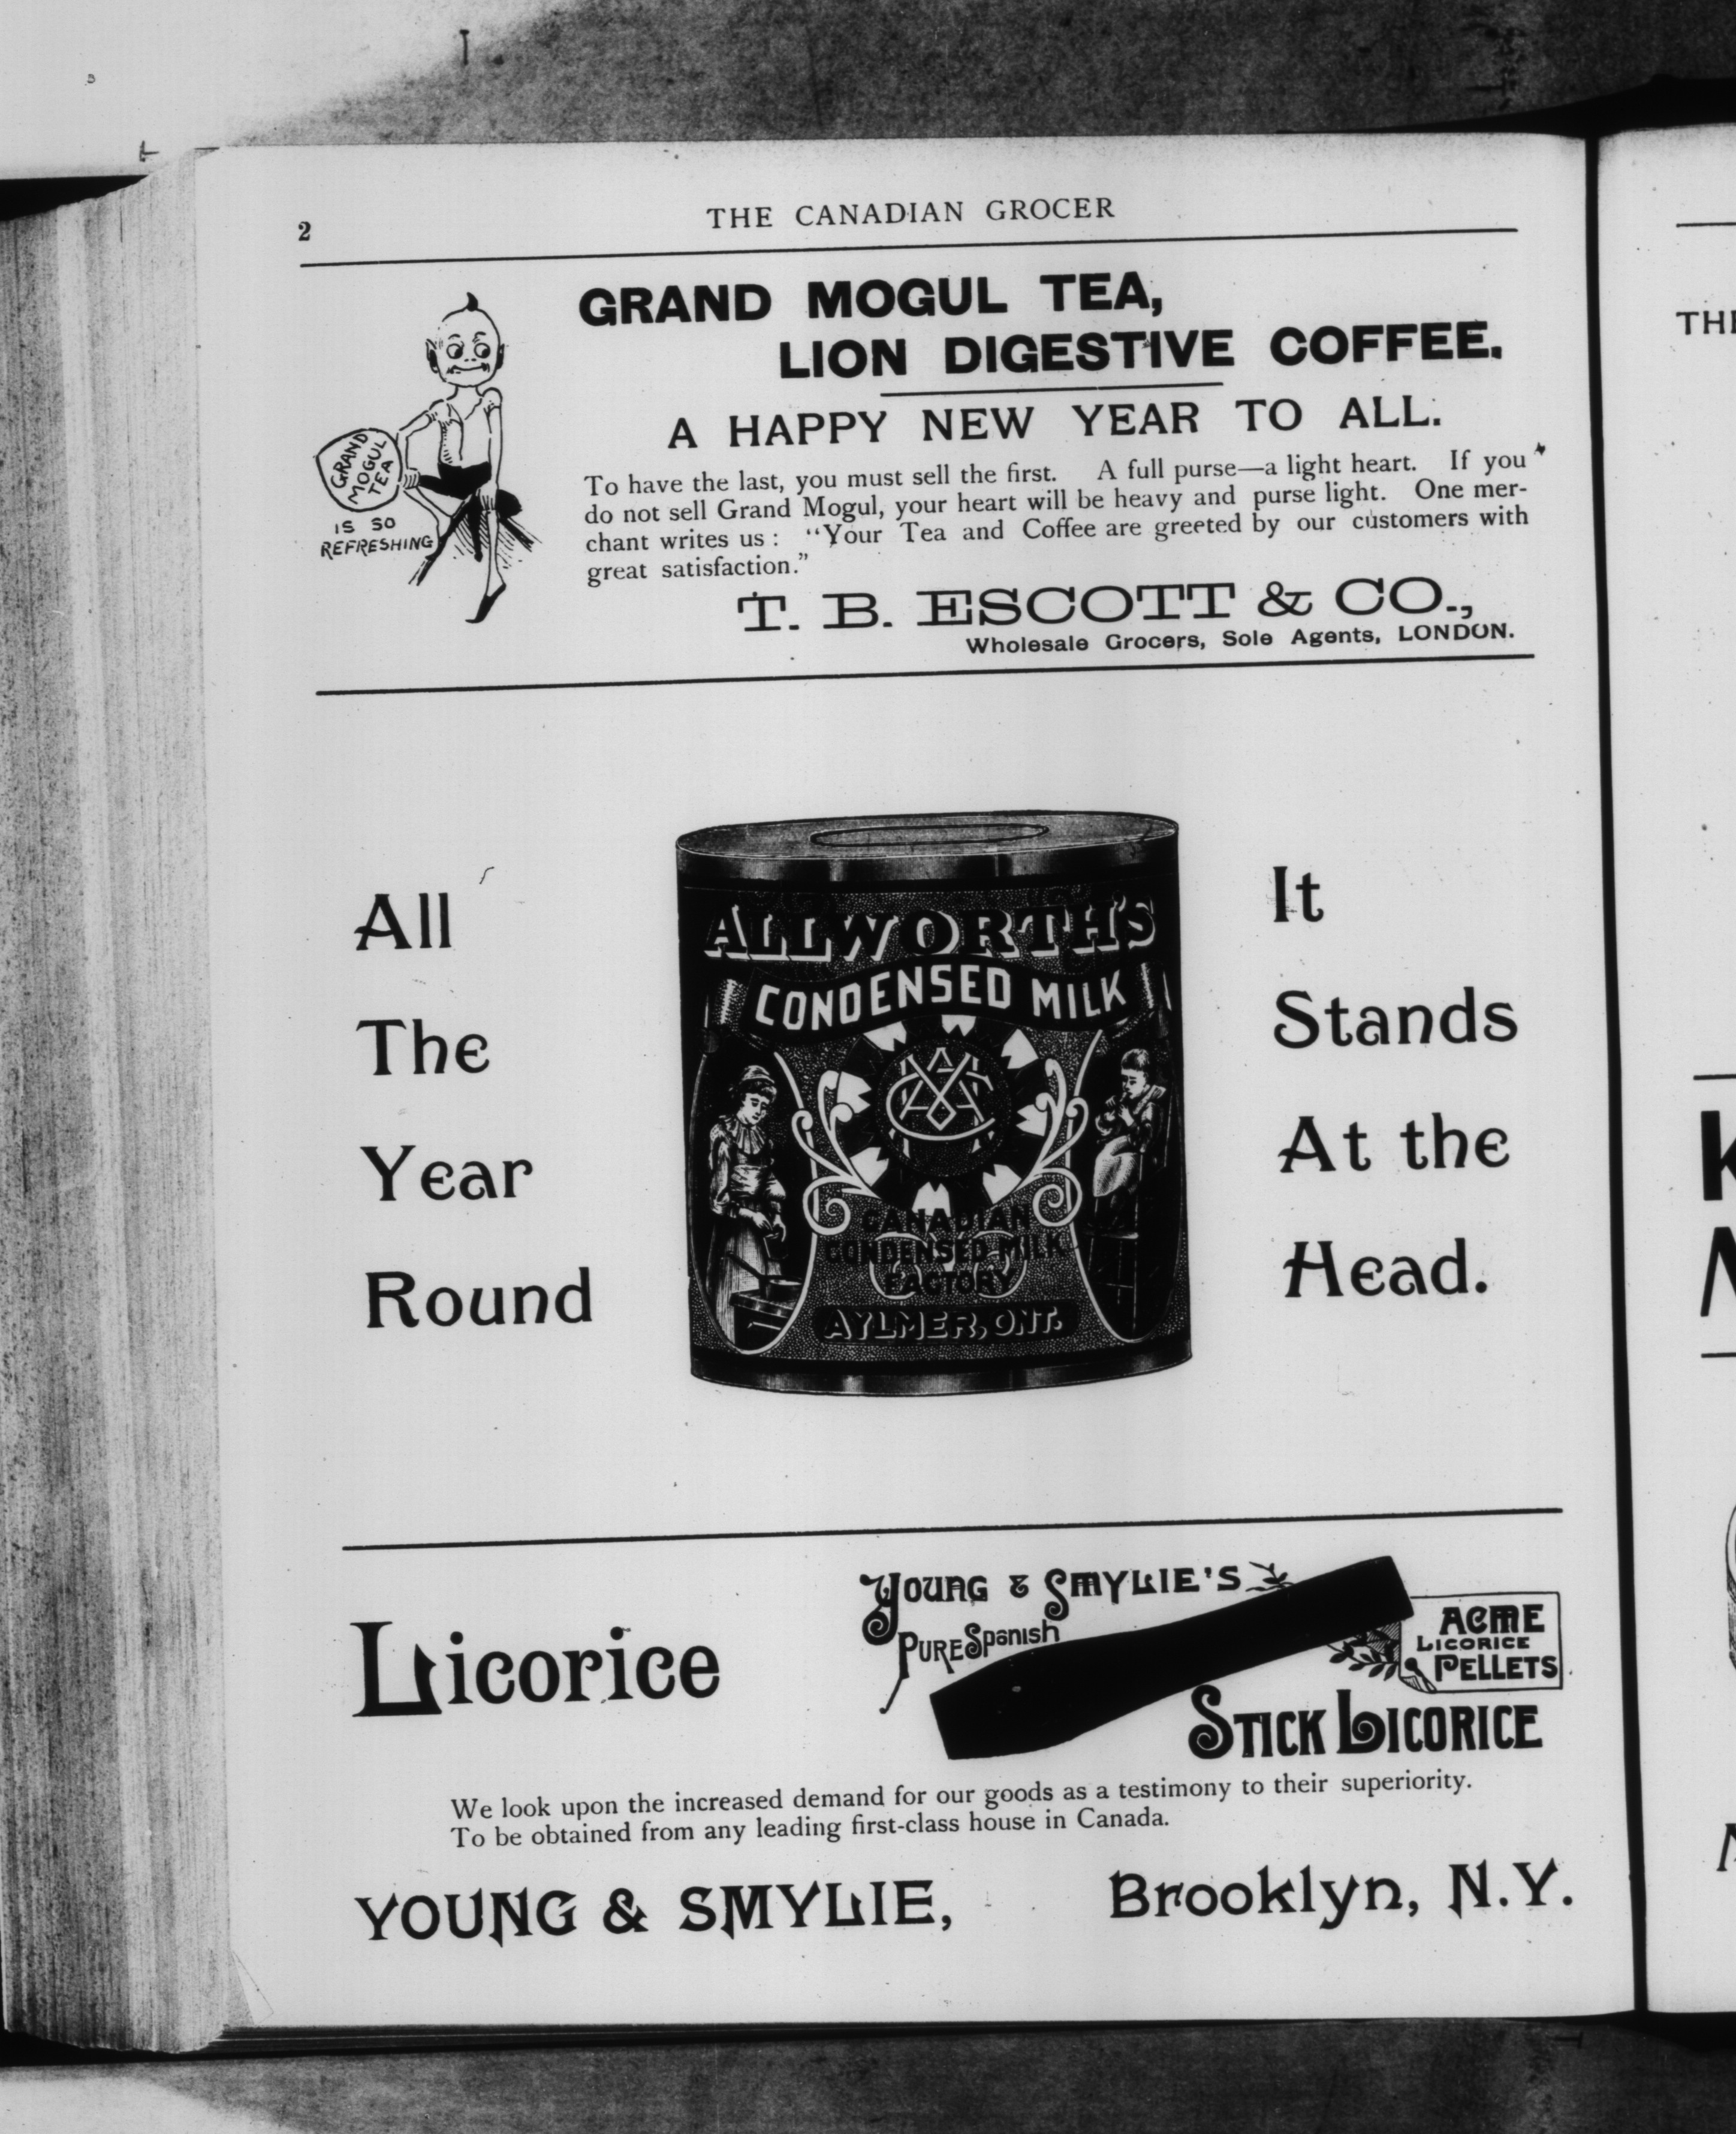 2
THE CANADIAN GROCER
GRAND MOGUL TEA,
LION DIGESTIVE COFFEE.
A HAPPY NEW YEAR TO ALL.
To have the last, you must sell the first. A full purse—a light heart. If you
do not sell Grand Mogul, your heart will be heavy and purse light. One mer-
chant writes us: "Your Tea and Coffee are greeted by our customers with
great satisfaction."
GRAND
MOGUL
TEA
IS SO
REFRESHING
T. B. ESCOTT & CO.,
Wholesale Grocers, Sole Agents, LONDON.
All
The
Year
Round
ALLWORTH'S
CONDENSED MILK
CANADIAN
CONDENSED MILK
FACTORY
AYLMER, ONT.
It
Stands
At the
Head.
Licorice
YOUNG & SMYLIE'S
PURE Spanish
ACME
LICORICE
PELLETS
STICK LICORICE
We look upon the increased demand for our goods as a testimony to their superiority.
To be obtained from any leading first-class house in Canada.
YOUNG & SMYLIE, Brooklyn, N.Y.